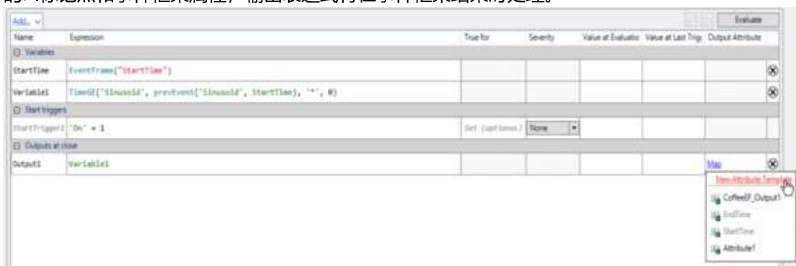 Add...
Evaluate
Name Expression True for Severity Value at Evaluatio Value at Last Trigg Output Attribute
Variables
StartTime EventFrame("StartTime")
Variable1 TimeGE('Sinusoid', prevEvent('Sinusoid', StartTime), '*', 0)
Start triggers
StartTrigger1 'On' = 1 Set (optional) None
Outputs at close
Output1 Variable1 Map
New Attribute Template
CoffeeEF_Output1
EndTime
StartTime
Attribute1